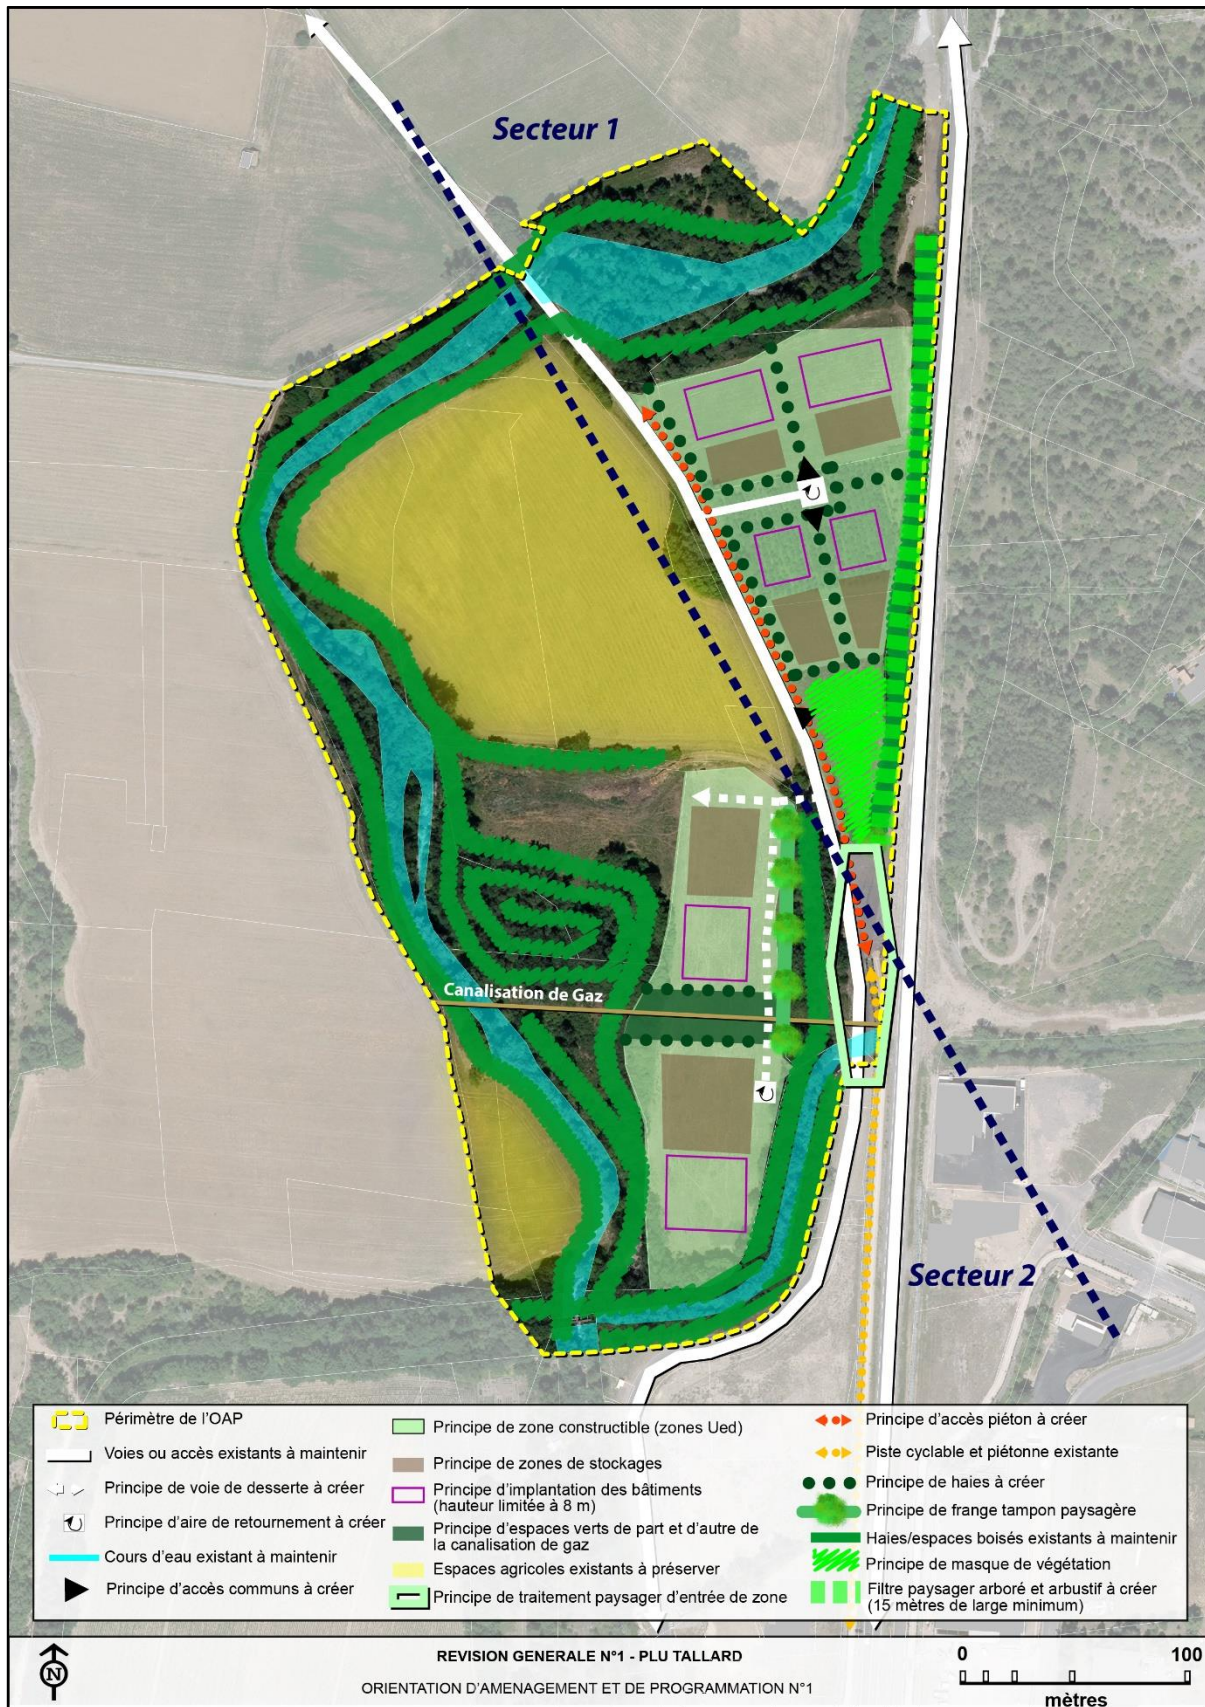 Secteur 1
Canalisation de Gaz
Secteur 2
Périmètre de l'OAP
Voies ou accès existants à maintenir
Principe de voie de desserte à créer
Principe d'aire de retournement à créer
Cours d'eau existant à maintenir
Principe d'accès communs à créer
Principe de zone constructible (zones Ued)
Principe de zones de stockages
Principe d'implantation des bâtiments
(hauteur limitée à 8 m)
Principe d'espaces verts de part et d'autre de
la canalisation de gaz
Espaces agricoles existants à préserver
Principe de traitement paysager d'entrée de zone
Principe d'accès piéton à créer
Piste cyclable et piétonne existante
Principe de haies à créer
Principe de frange tampon paysagère
Haies/espaces boisés existants à maintenir
Principe de masque de végétation
Filtre paysager arboré et arbustif à créer
(15 mètres de large minimum)
N
REVISION GENERALE N°1 - PLU TALLARD
ORIENTATION D'AMENAGEMENT ET DE PROGRAMMATION N°1
0 100
mètres